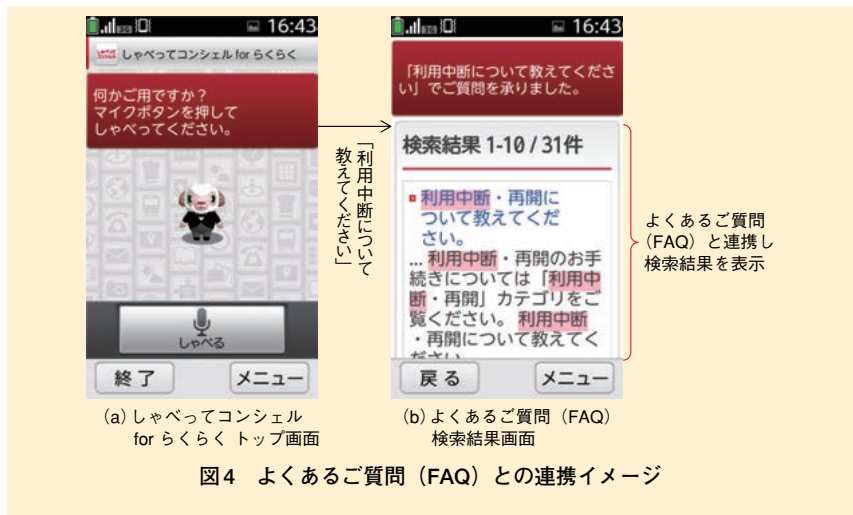 16:43
しゃべってコンシェル for らくらく
何かご用ですか？
マイクボタンを押して
しゃべってください。
しゃべる
終了
メニュー
(a)しゃべってコンシェル
for らくらく トップ画面
「利用中断について
教えてください」
16:43
「利用中断について教えてくださ
い」でご質問を承りました。
検索結果 1-10 / 31件
利用中断・再開に
ついて教えてくだ
さい。
... 利用中断・再開のお手
続きについては「利用中
断・再開」カテゴリをご
覧ください。 利用中断
・再開について教えてく
ださい
戻る
メニュー
(b)よくあるご質問（FAQ）
検索結果画面
よくあるご質問
（FAQ）と連携し
検索結果を表示
図4　よくあるご質問（FAQ）との連携イメージ